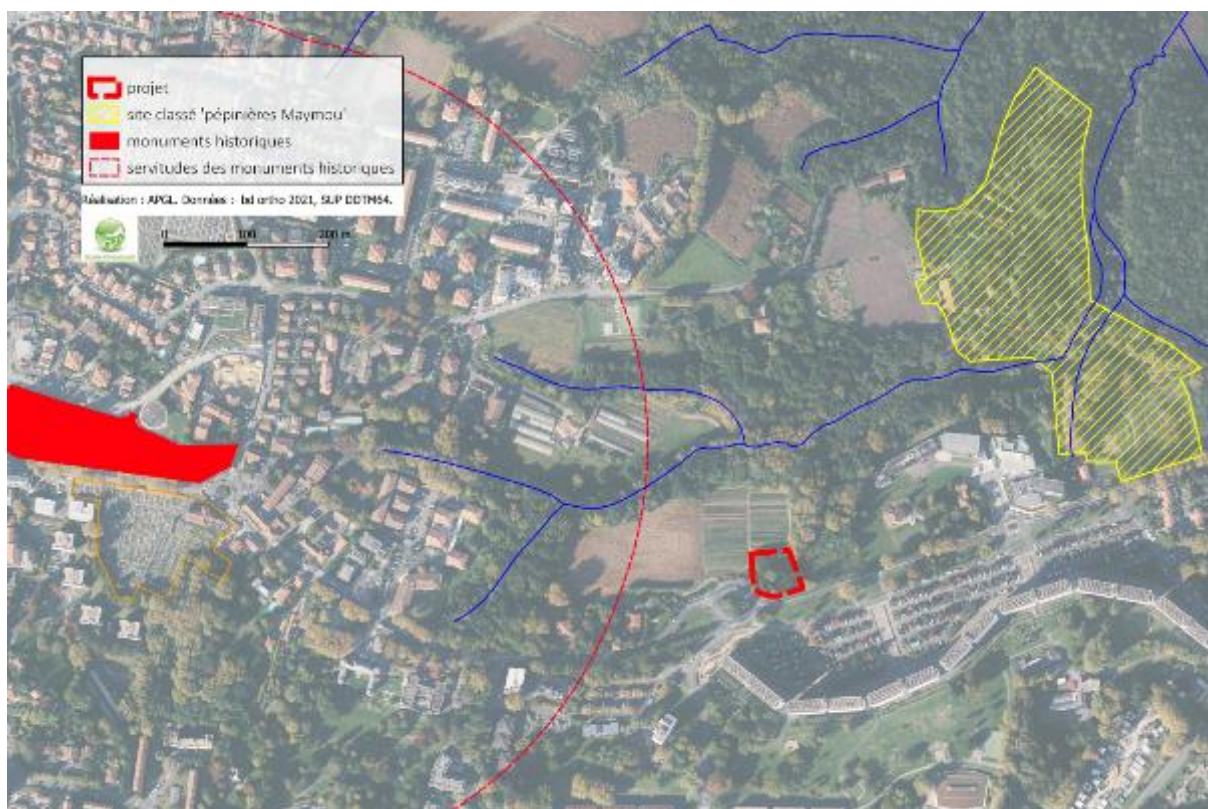 projet
site classé 'pépinières Maymou'
monuments historiques
servitudes des monuments historiques
Réalisation : APGL. Données : bd ortho 2021, SUP DDTM64.
0 100 200 m